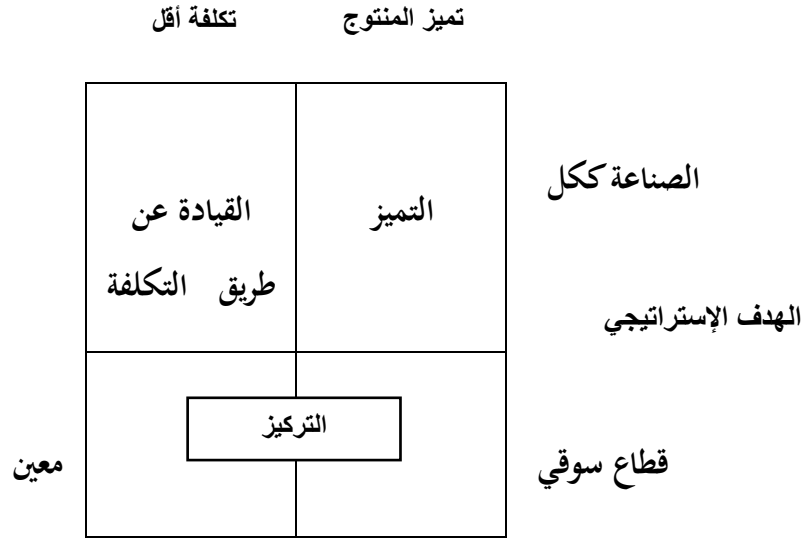 تميز المنتوج
تكلفة أقل
الصناعة ككل
التميز
القيادة عن
طريق التكلفة
الهدف الإستراتيجي
التركيز
قطاع سوقي
معين